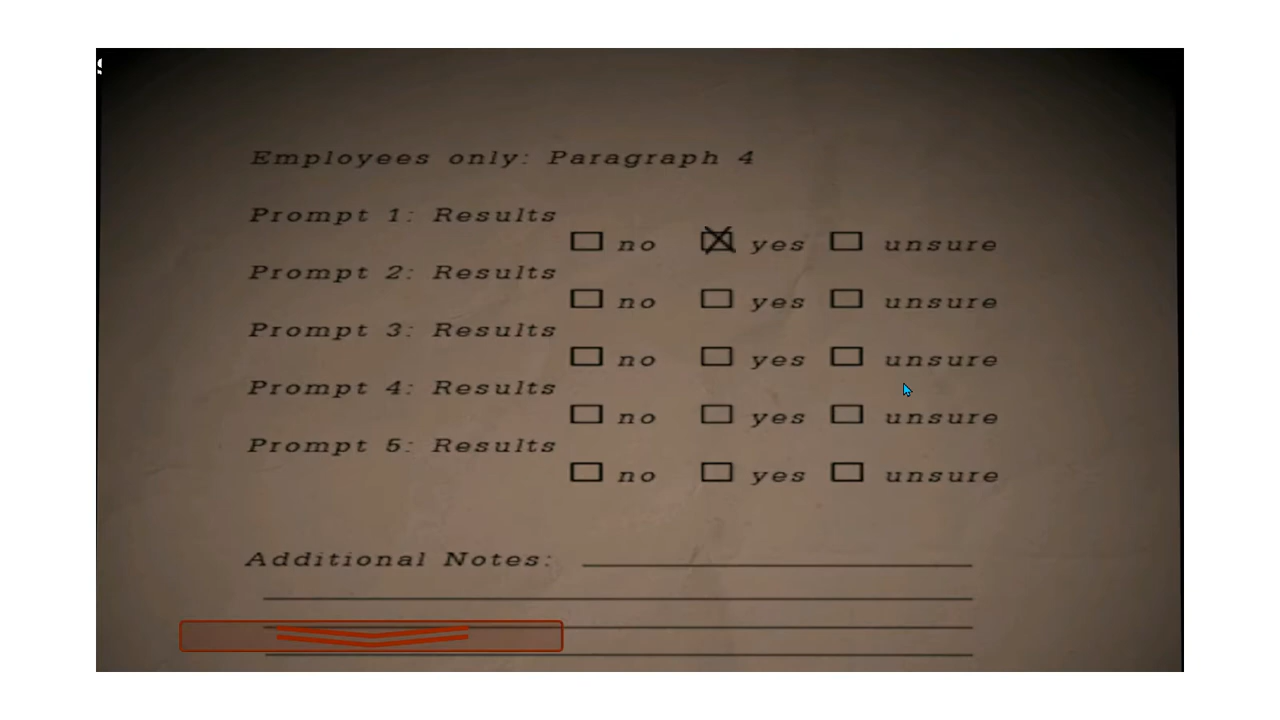 Employees only: Paragraph 4
Prompt 1: Results
no yes unsure
Prompt 2: Results
no yes unsure
Prompt 3: Results
no yes unsure
Prompt 4: Results
no yes unsure
Prompt 5: Results
no yes unsure
Additional Notes: